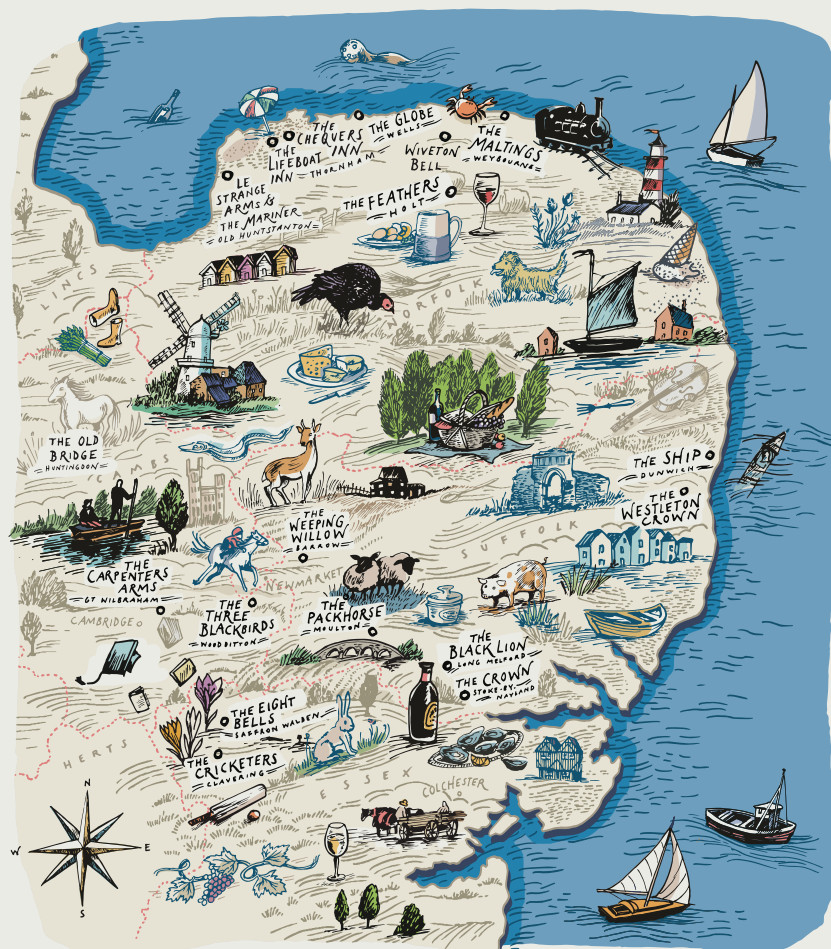 THE GLOBE
WELLS
THE
CHEQUERS
INN
THORNHAM
THE
LIFEBOAT
INN
THE
MALTINGS
WEYBOURNE
WIVETON
BELL
LE
STRANGE
ARMS &
THE MARINER
OLD HUNSTANTON
THE FEATHERS
HOLT
LINCS
NORFOLK
THE OLD
BRIDGE
HUNTINGDON
THE SHIP
DUNWICH
THE
WESTLETON
CROWN
THE
WEEPING
WILLOW
BARROW
SUFFOLK
THE
CARPENTERS
ARMS
GT WILBRAHAM
NEWMARKET
CAMBRIDGE
THE
THREE
BLACKBIRDS
WOODDITTON
THE
PACKHORSE
MOULTON
THE
BLACK LION
LONG MELFORD
THE CROWN
STOKE-BY-
NAYLAND
THE EIGHT
BELLS
SAFFRON WALDEN
THE
CRICKETERS
CLAVERING
HERTS
ESSEX
COLCHESTER
N
W
E
S